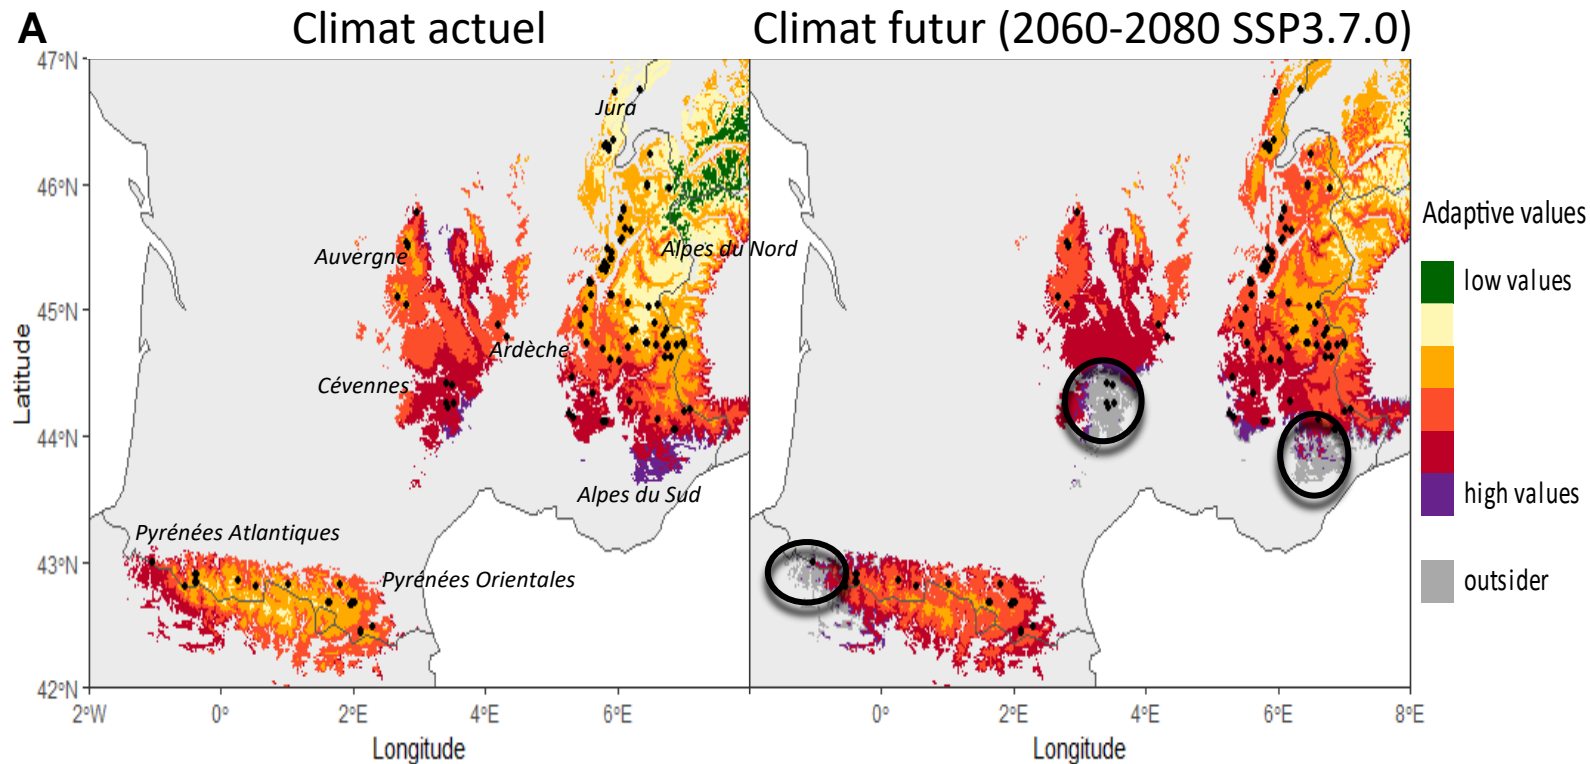 A
Climat actuel
Climat futur (2060-2080 SSP3.7.0)
47°N
46°N
45°N
44°N
43°N
42°N
Latitude
Jura
Auvergne
Alpes du Nord
Ardèche
Cévennes
Alpes du Sud
Pyrénées Atlantiques
Pyrénées Orientales
2°W
0°
2°E
4°E
6°E
Longitude
0°
2°E
4°E
6°E
8°E
Longitude
Adaptive values
low values
high values
outsider